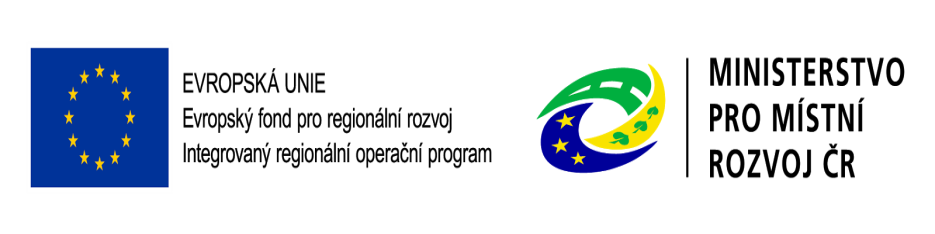 EVROPSKÁ UNIE
Evropský fond pro regionální rozvoj
Integrovaný regionální operační program
MINISTERSTVO
PRO MÍSTNÍ
ROZVOJ ČR